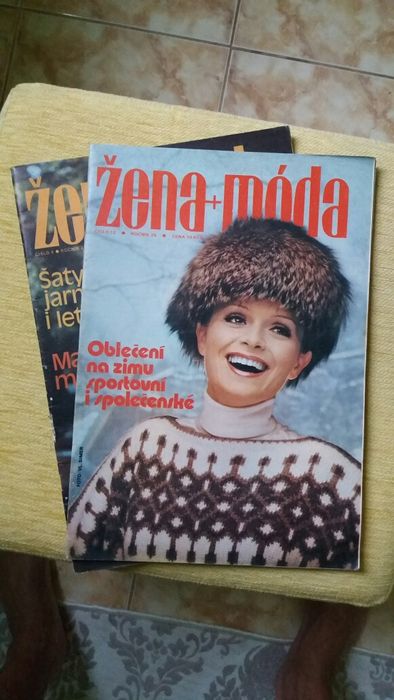 žena+móda
Oblečení
na zimu
sportovní
i společenské
že
Šaty
jarn
i let
Ma
m